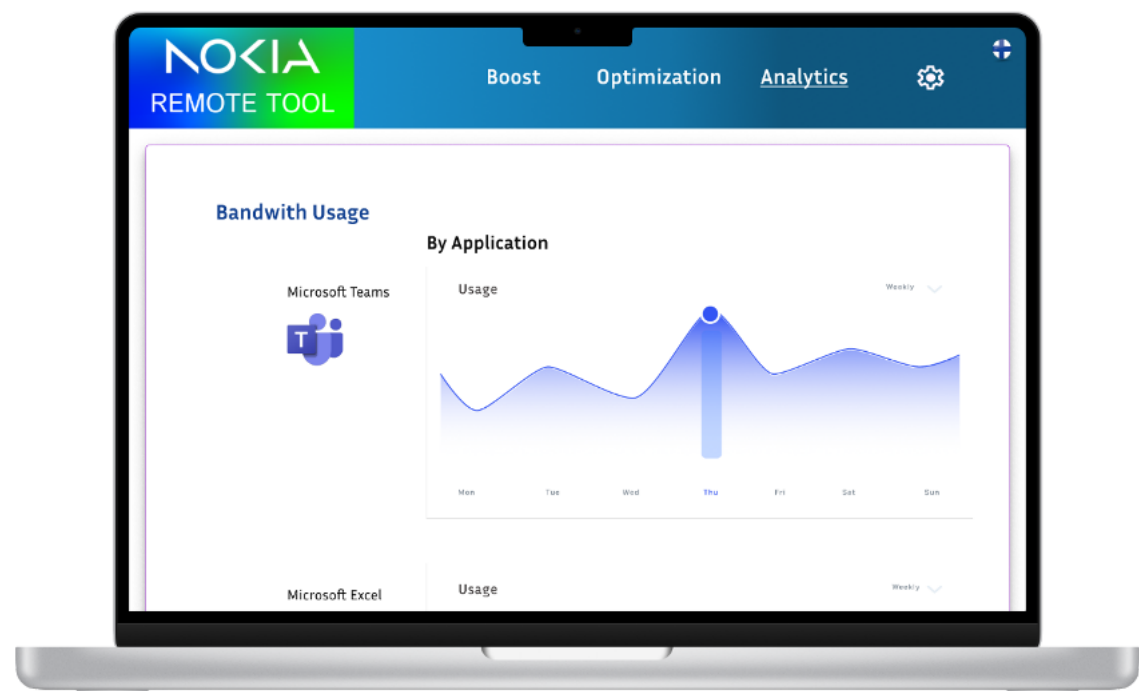 NOKIA
REMOTE TOOL
Boost Optimization Analytics
Bandwith Usage
By Application
Microsoft Teams
T
Usage
Weekly
Mon Tue Wed Thu Fri Sat Sun
Microsoft Excel
Usage
Weekly